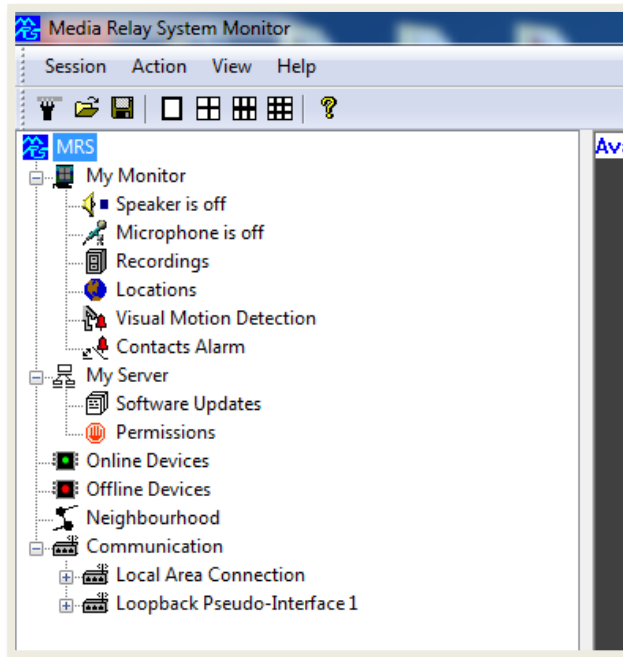 Media Relay System Monitor
Session Action View Help
MRS
My Monitor
Speaker is off
Microphone is off
Recordings
Locations
Visual Motion Detection
Contacts Alarm
My Server
Software Updates
Permissions
Online Devices
Offline Devices
Neighbourhood
Communication
Local Area Connection
Loopback Pseudo-Interface 1